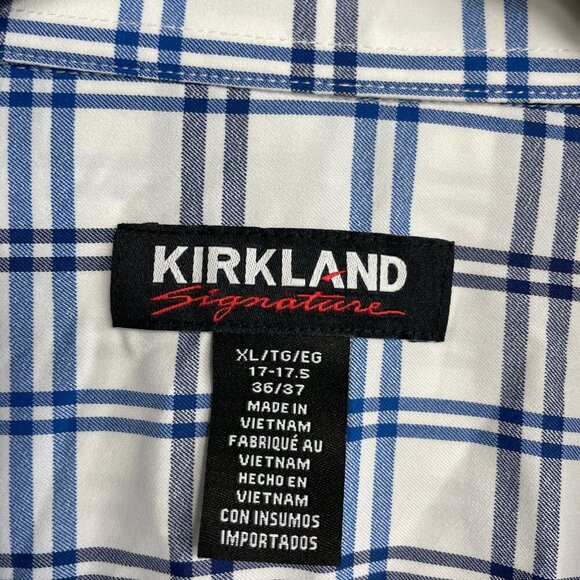 KIRKLAND
Signature
XL/TG/EG
17-17.5
36/37
MADE IN
VIETNAM
FABRIQUÉ AU
VIETNAM
HECHO EN
VIETNAM
CON INSUMOS
IMPORTADOS